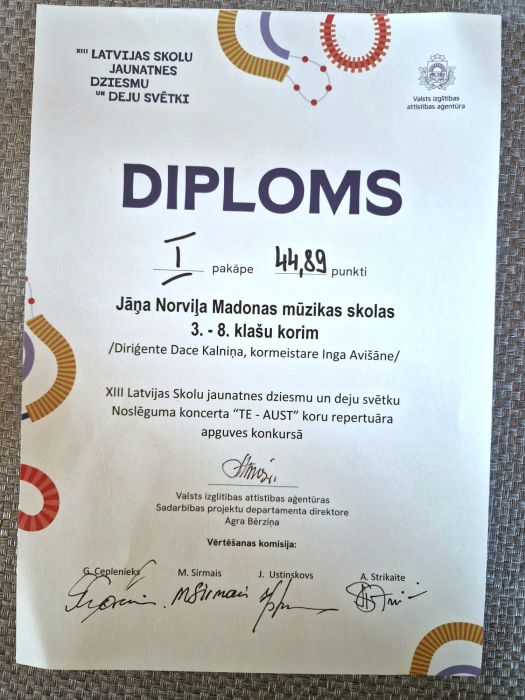 XIII LATVIJAS SKOLU
JAUNATNES
DZIESMU
UN DEJU SVĒTKI
Valsts izglītības
attīstības aģentūra
DIPLOMS
I pakāpe 44,89 punkti
Jāņa Norviļa Madonas mūzikas skolas
3. - 8. klašu korim
/Diriģente Dace Kalniņa, kormeistare Inga Avišāne/
XIII Latvijas Skolu jaunatnes dziesmu un deju svētku
Noslēguma koncerta “TE - AUST” koru repertuāra
apguves konkursā
Valsts izglītības attīstības aģentūras
Sadarbības projektu departamenta direktore
Agra Bērziņa
Vērtēšanas komisija:
G. Ceplenieks M. Sirmais J. Ustinskovs A. Strikaite
MSirmais